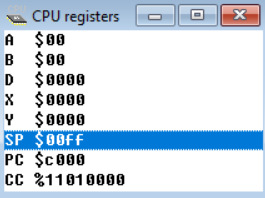 CPU registers
A $00
B $00
D $0000
X $0000
Y $0000
SP $00ff
PC $c000
CC %11010000